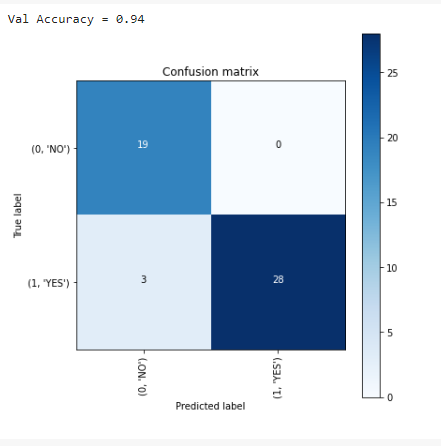 Val Accuracy = 0.94
Confusion matrix
25
20
15
10
5
0
True label
(0, 'NO')
19
0
(1, 'YES')
3
28
(0, 'NO')
(1, 'YES')
Predicted label